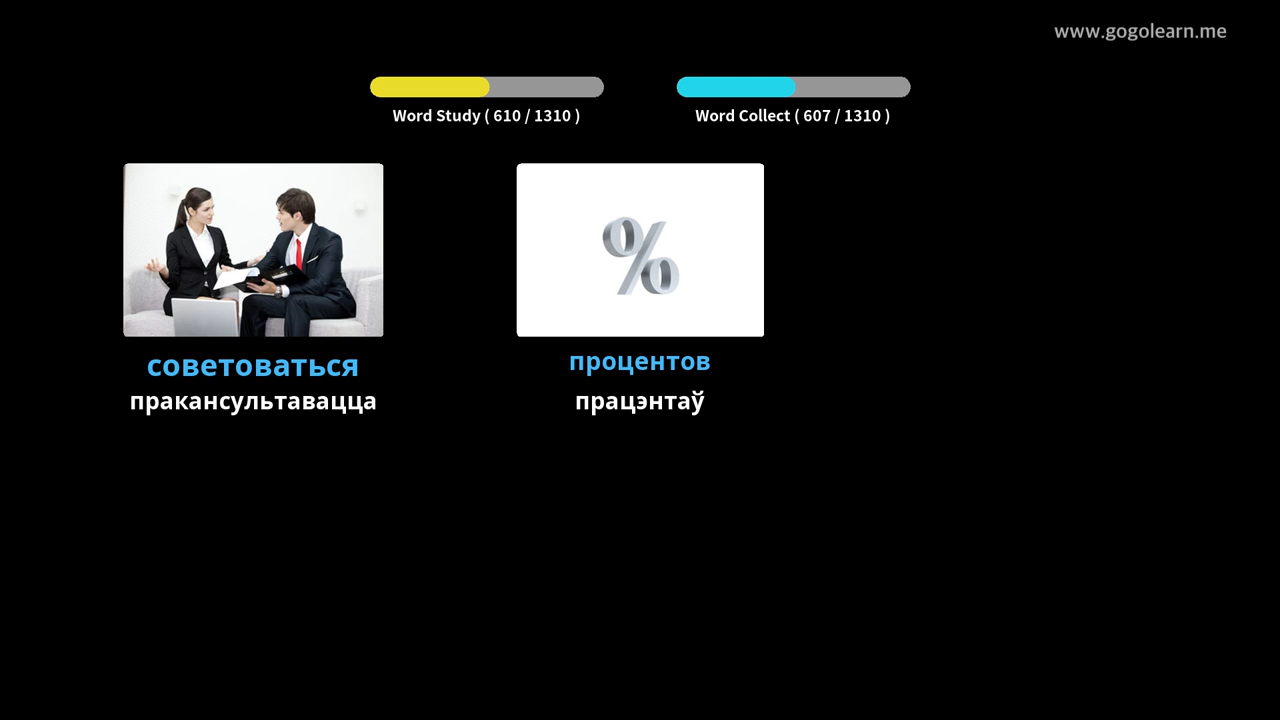 www.gogolearn.me
Word Study ( 610 / 1310 )
Word Collect ( 607 / 1310 )
советоваться
пракансультавацца
процентов
працэнтаў
%